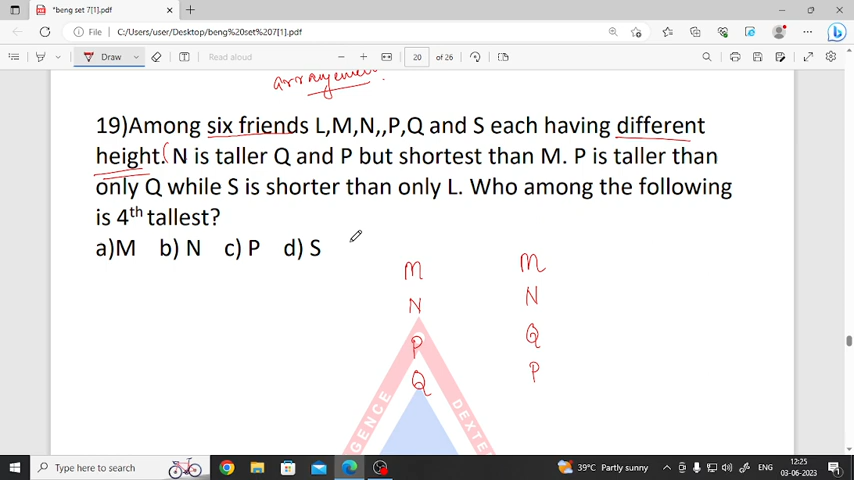 *beng set 7[1].pdf
File
C:/Users/user/Desktop/beng%20set%207[1].pdf
Draw
Read aloud
20 of 26
arrangement.
19)Among six friends L,M,N,,P,Q and S each having different
height. N is taller Q and P but shortest than M. P is taller than
only Q while S is shorter than only L. Who among the following
is 4th tallest?
a)M b) N c) P d) S
M M
N N
P Q
Q P
GENCE DEXTE
Type here to search
39°C Partly sunny
ENG
12:25
03-06-2023